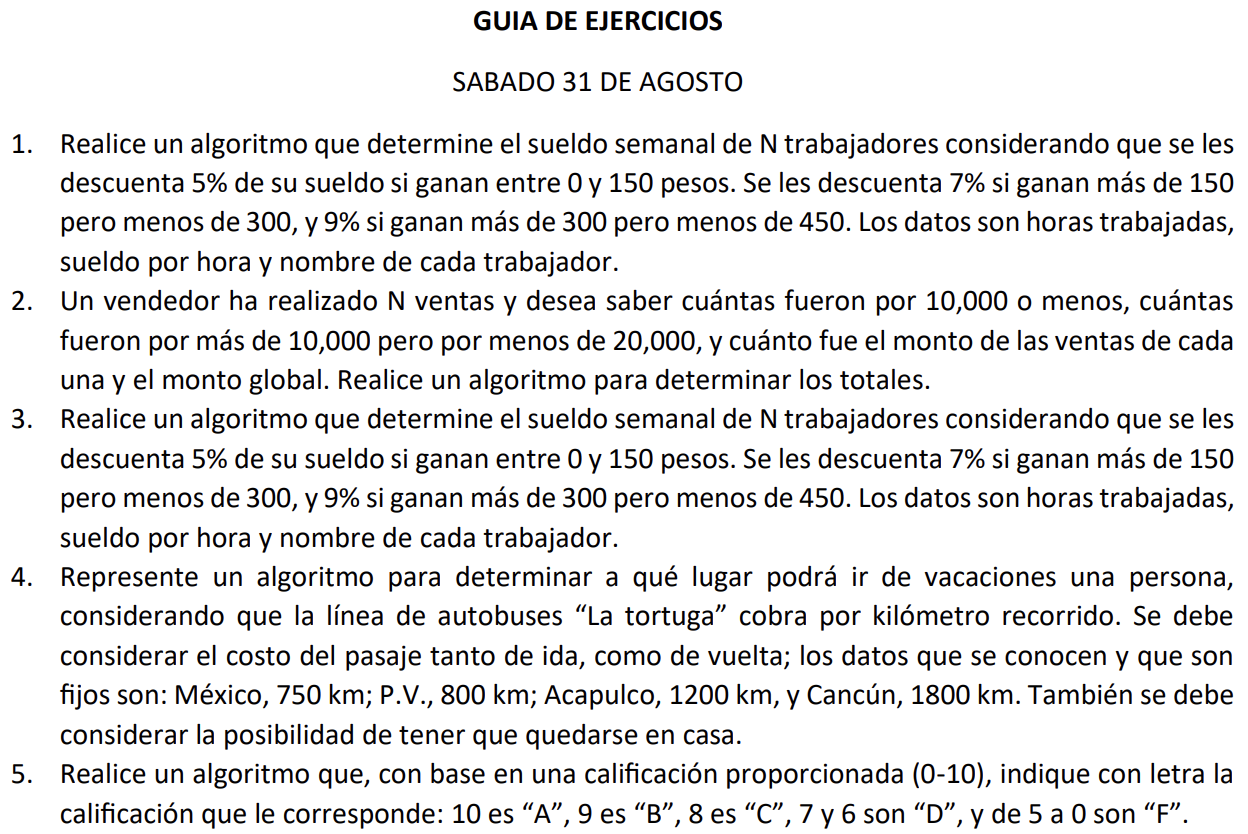 GUIA DE EJERCICIOS
SABADO 31 DE AGOSTO
1. Realice un algoritmo que determine el sueldo semanal de N trabajadores considerando que se les
descuenta 5% de su sueldo si ganan entre 0 y 150 pesos. Se les descuenta 7% si ganan más de 150
pero menos de 300, y 9% si ganan más de 300 pero menos de 450. Los datos son horas trabajadas,
sueldo por hora y nombre de cada trabajador.
2. Un vendedor ha realizado N ventas y desea saber cuántas fueron por 10,000 o menos, cuántas
fueron por más de 10,000 pero por menos de 20,000, y cuánto fue el monto de las ventas de cada
una y el monto global. Realice un algoritmo para determinar los totales.
3. Realice un algoritmo que determine el sueldo semanal de N trabajadores considerando que se les
descuenta 5% de su sueldo si ganan entre 0 y 150 pesos. Se les descuenta 7% si ganan más de 150
pero menos de 300, y 9% si ganan más de 300 pero menos de 450. Los datos son horas trabajadas,
sueldo por hora y nombre de cada trabajador.
4. Represente un algoritmo para determinar a qué lugar podrá ir de vacaciones una persona,
considerando que la línea de autobuses “La tortuga” cobra por kilómetro recorrido. Se debe
considerar el costo del pasaje tanto de ida, como de vuelta; los datos que se conocen y que son
fijos son: México, 750 km; P.V., 800 km; Acapulco, 1200 km, y Cancún, 1800 km. También se debe
considerar la posibilidad de tener que quedarse en casa.
5. Realice un algoritmo que, con base en una calificación proporcionada (0-10), indique con letra la
calificación que le corresponde: 10 es “A”, 9 es “B”, 8 es “C”, 7 y 6 son “D”, y de 5 a 0 son “F”.